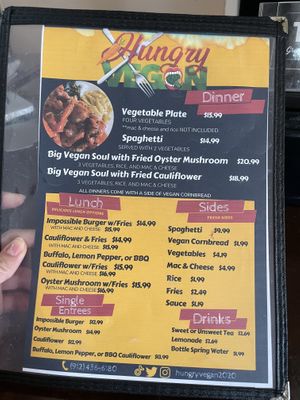 Hungry
VEGAN
Dinner
Vegetable Plate $15.99
FOUR VEGETABLES
**mac & cheese and rice NOT INCLUDED
Spaghetti $14.99
SERVED WITH 2 VEGETABLES
Big Vegan Soul with Fried Oyster Mushroom $20.99
3 VEGETABLES, RICE, AND MAC & CHEESE
Big Vegan Soul with Fried Cauliflower $18.99
3 VEGETABLES, RICE AND MAC & CHEESE
ALL DINNERS COME WITH A SIDE OF VEGAN CORNBREAD
Lunch
DELICIOUS LUNCH OPTIONS
Impossible Burger w/Fries $14.99
WITH MAC AND CHEESE $15.99
Cauliflower & Fries $14.99
WITH MAC AND CHEESE $15.99
Buffalo, Lemon Pepper, or BBQ
Cauliflower w/Fries $15.99
WITH MAC AND CHEESE $16.99
Oyster Mushroom w/Fries $15.99
WITH MAC AND CHEESE $16.99
Single
Entrees
Impossible Burger $12.99
Oyster Mushroom $14.99
Cauliflower $12.99
Buffalo, Lemon Pepper, or BBQ Cauliflower $13.99
Sides
FRESH SIDES
Spaghetti
Vegan Cornbread $1.99
Vegetables $4.19
Mac & Cheese $4.99
Rice $1.99
Fries $2.49
Sauce $1.19
Drinks
Sweet or Unsweet Tea $2.69
Lemonade $2.69
Bottle Spring Water $1.99
(912) 436-6180
hungryvegan2020